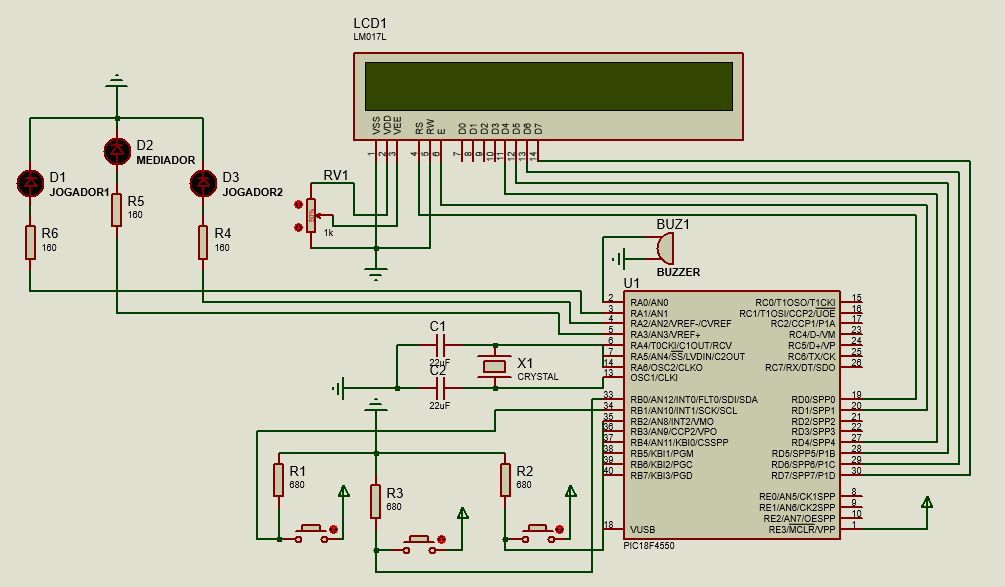 LCD1
LM017L
VSS
VDD
VEE
RS
RW
E
D0
D1
D2
D3
D4
D5
D6
D7
1
2
3
4
5
6
7
8
9
10
11
12
13
14
D2
MEDIADOR
D1
JOGADOR1
D3
JOGADOR2
R5
160
R6
160
R4
160
RV1
1k
BUZ1
BUZZER
U1
2 RA0/AN0 RC0/T1OSO/T1CKI 15
3 RA1/AN1 RC1/T1OSI/CCP2/UOE 16
4 RA2/AN2/VREF-/CVREF RC2/CCP1/P1A 17
5 RA3/AN3/VREF+ RC4/D-/VM 23
6 RA4/T0CKI/C1OUT/RCV RC5/D+/VP 24
7 RA5/AN4/SS/LVDIN/C2OUT RC6/TX/CK 25
14 RA6/OSC2/CLKO RC7/RX/DT/SDO 26
13 OSC1/CLKI
33 RB0/AN12/INT0/FLT0/SDI/SDA RD0/SPP0 19
34 RB1/AN10/INT1/SCK/SCL RD1/SPP1 20
35 RB2/AN8/INT2/VMO RD2/SPP2 21
36 RB3/AN9/CCP2/VPO RD3/SPP3 22
37 RB4/AN11/KBI0/CSSPP RD4/SPP4 27
38 RB5/KBI1/PGM RD5/SPP5/P1B 28
39 RB6/KBI2/PGC RD6/SPP6/P1C 29
40 RB7/KBI3/PGD RD7/SPP7/P1D 30
RE0/AN5/CK1SPP 8
RE1/AN6/CK2SPP 9
RE2/AN7/OESPP 10
18 VUSB RE3/MCLR/VPP 1
PIC18F4550
C1
22uF
C2
22uF
X1
CRYSTAL
R1
680
R3
680
R2
680